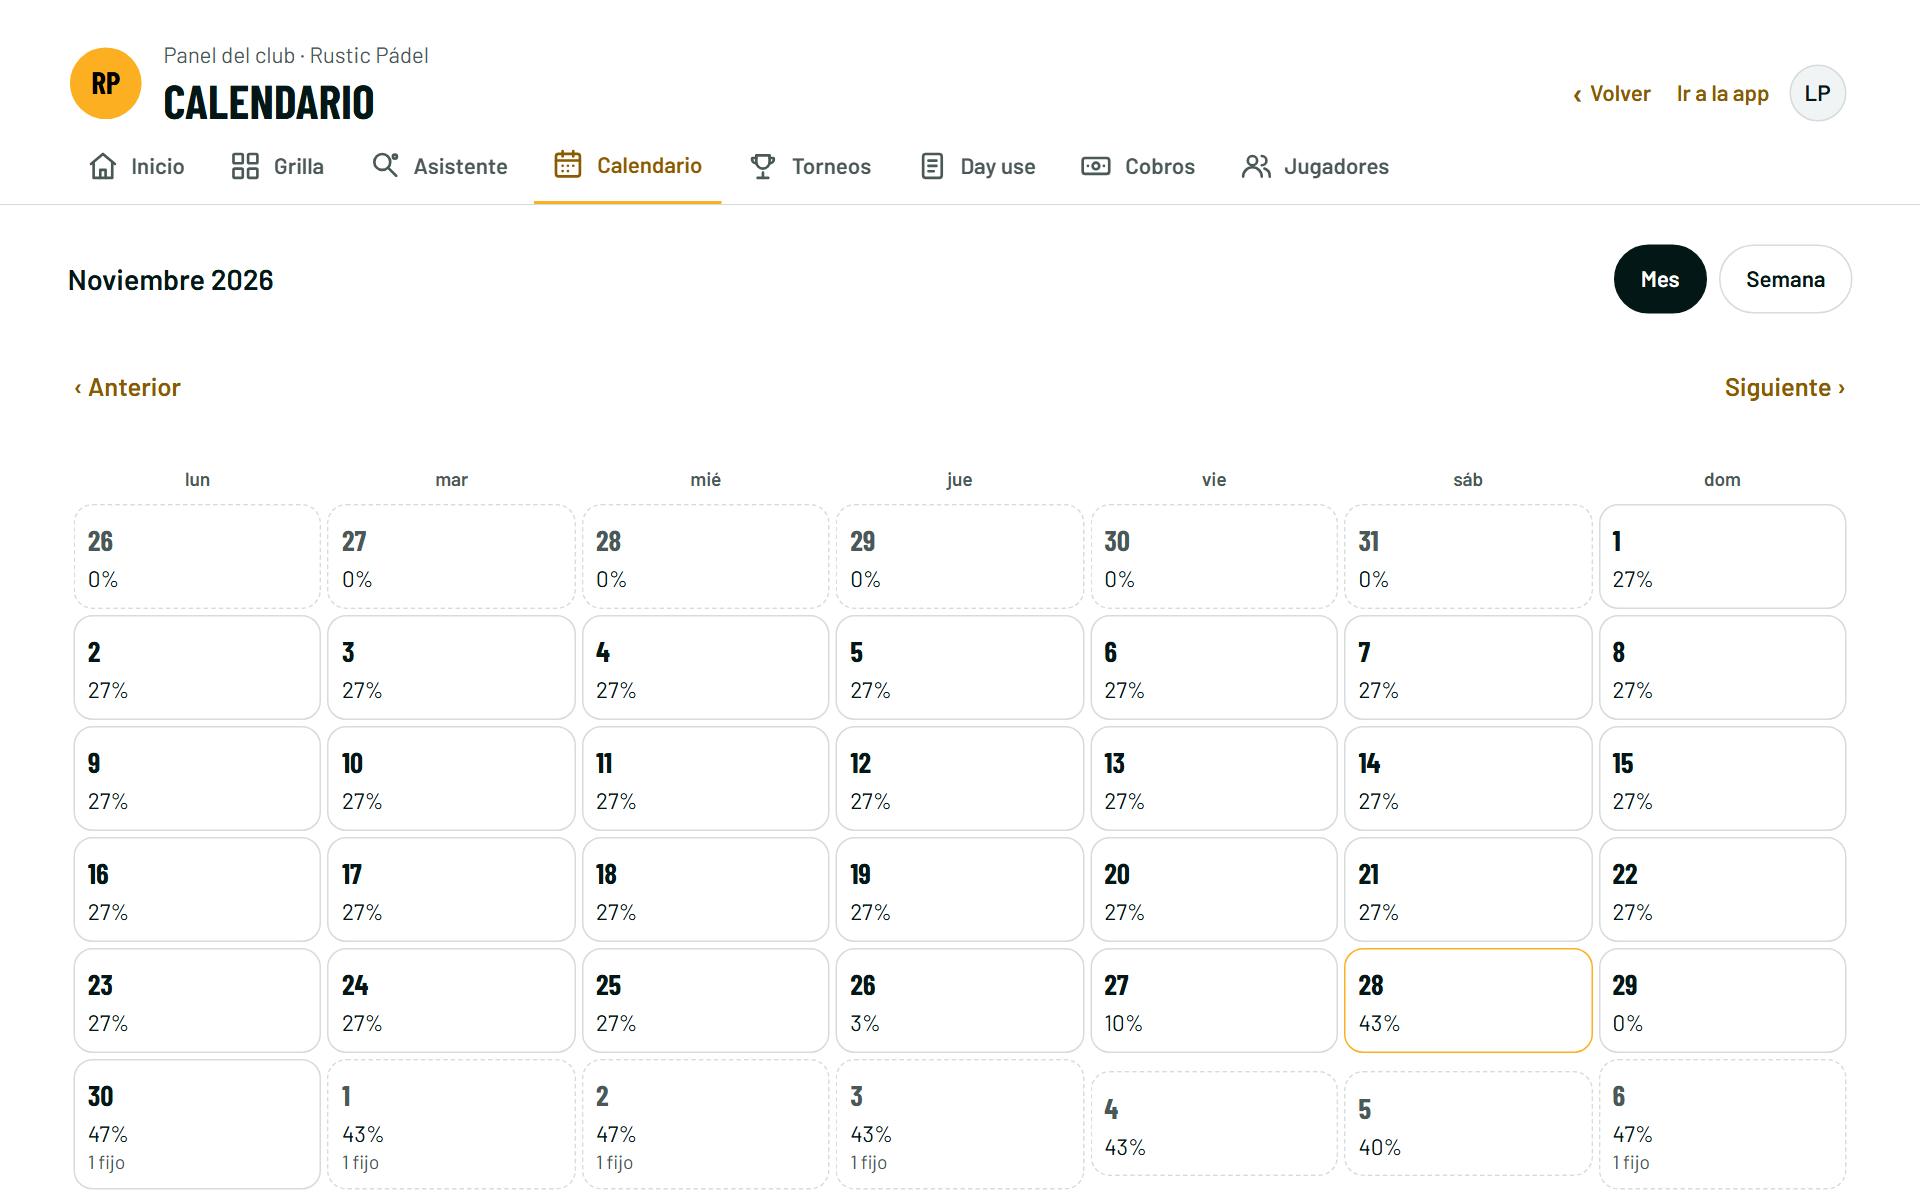 RP
Panel del club · Rustic Pádel
CALENDARIO
‹ Volver
Ir a la app
LP
Inicio
Grilla
Asistente
Calendario
Torneos
Day use
Cobros
Jugadores
Noviembre 2026
Mes
Semana
‹ Anterior
Siguiente ›
lun mar mié jue vie sáb dom
26 27 28 29 30 31 1
0% 0% 0% 0% 0% 0% 27%
2 3 4 5 6 7 8
27% 27% 27% 27% 27% 27% 27%
9 10 11 12 13 14 15
27% 27% 27% 27% 27% 27% 27%
16 17 18 19 20 21 22
27% 27% 27% 27% 27% 27% 27%
23 24 25 26 27 28 29
27% 27% 27% 3% 10% 43% 0%
30 1 2 3 4 5 6
47% 43% 47% 43% 43% 40% 47%
1 fijo 1 fijo 1 fijo 1 fijo 1 fijo